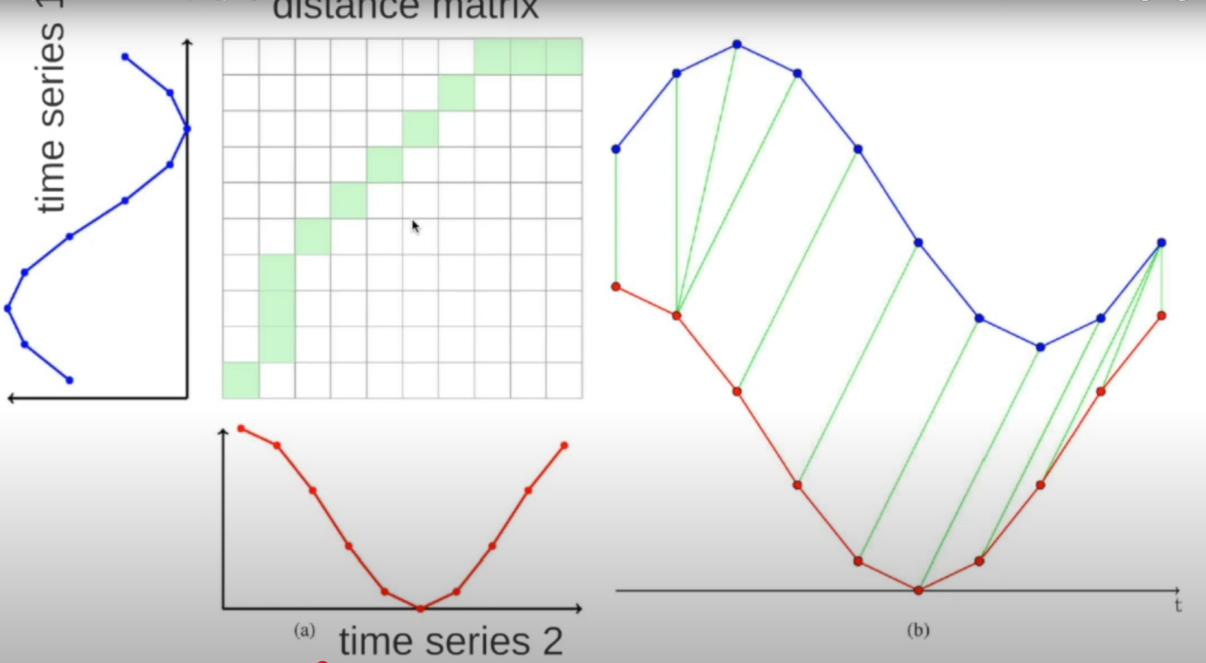 distance matrix
time series 1
(a)
time series 2
t
(b)